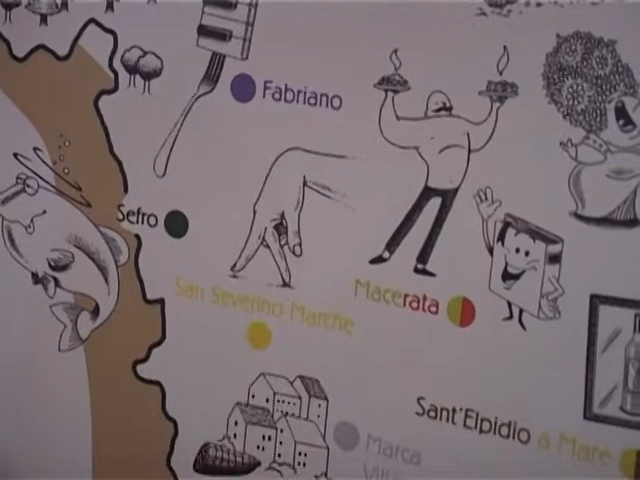 Fabriano
Sefro
San Severino Marche
Macerata
Sant'Elpidio a Mare
Marca